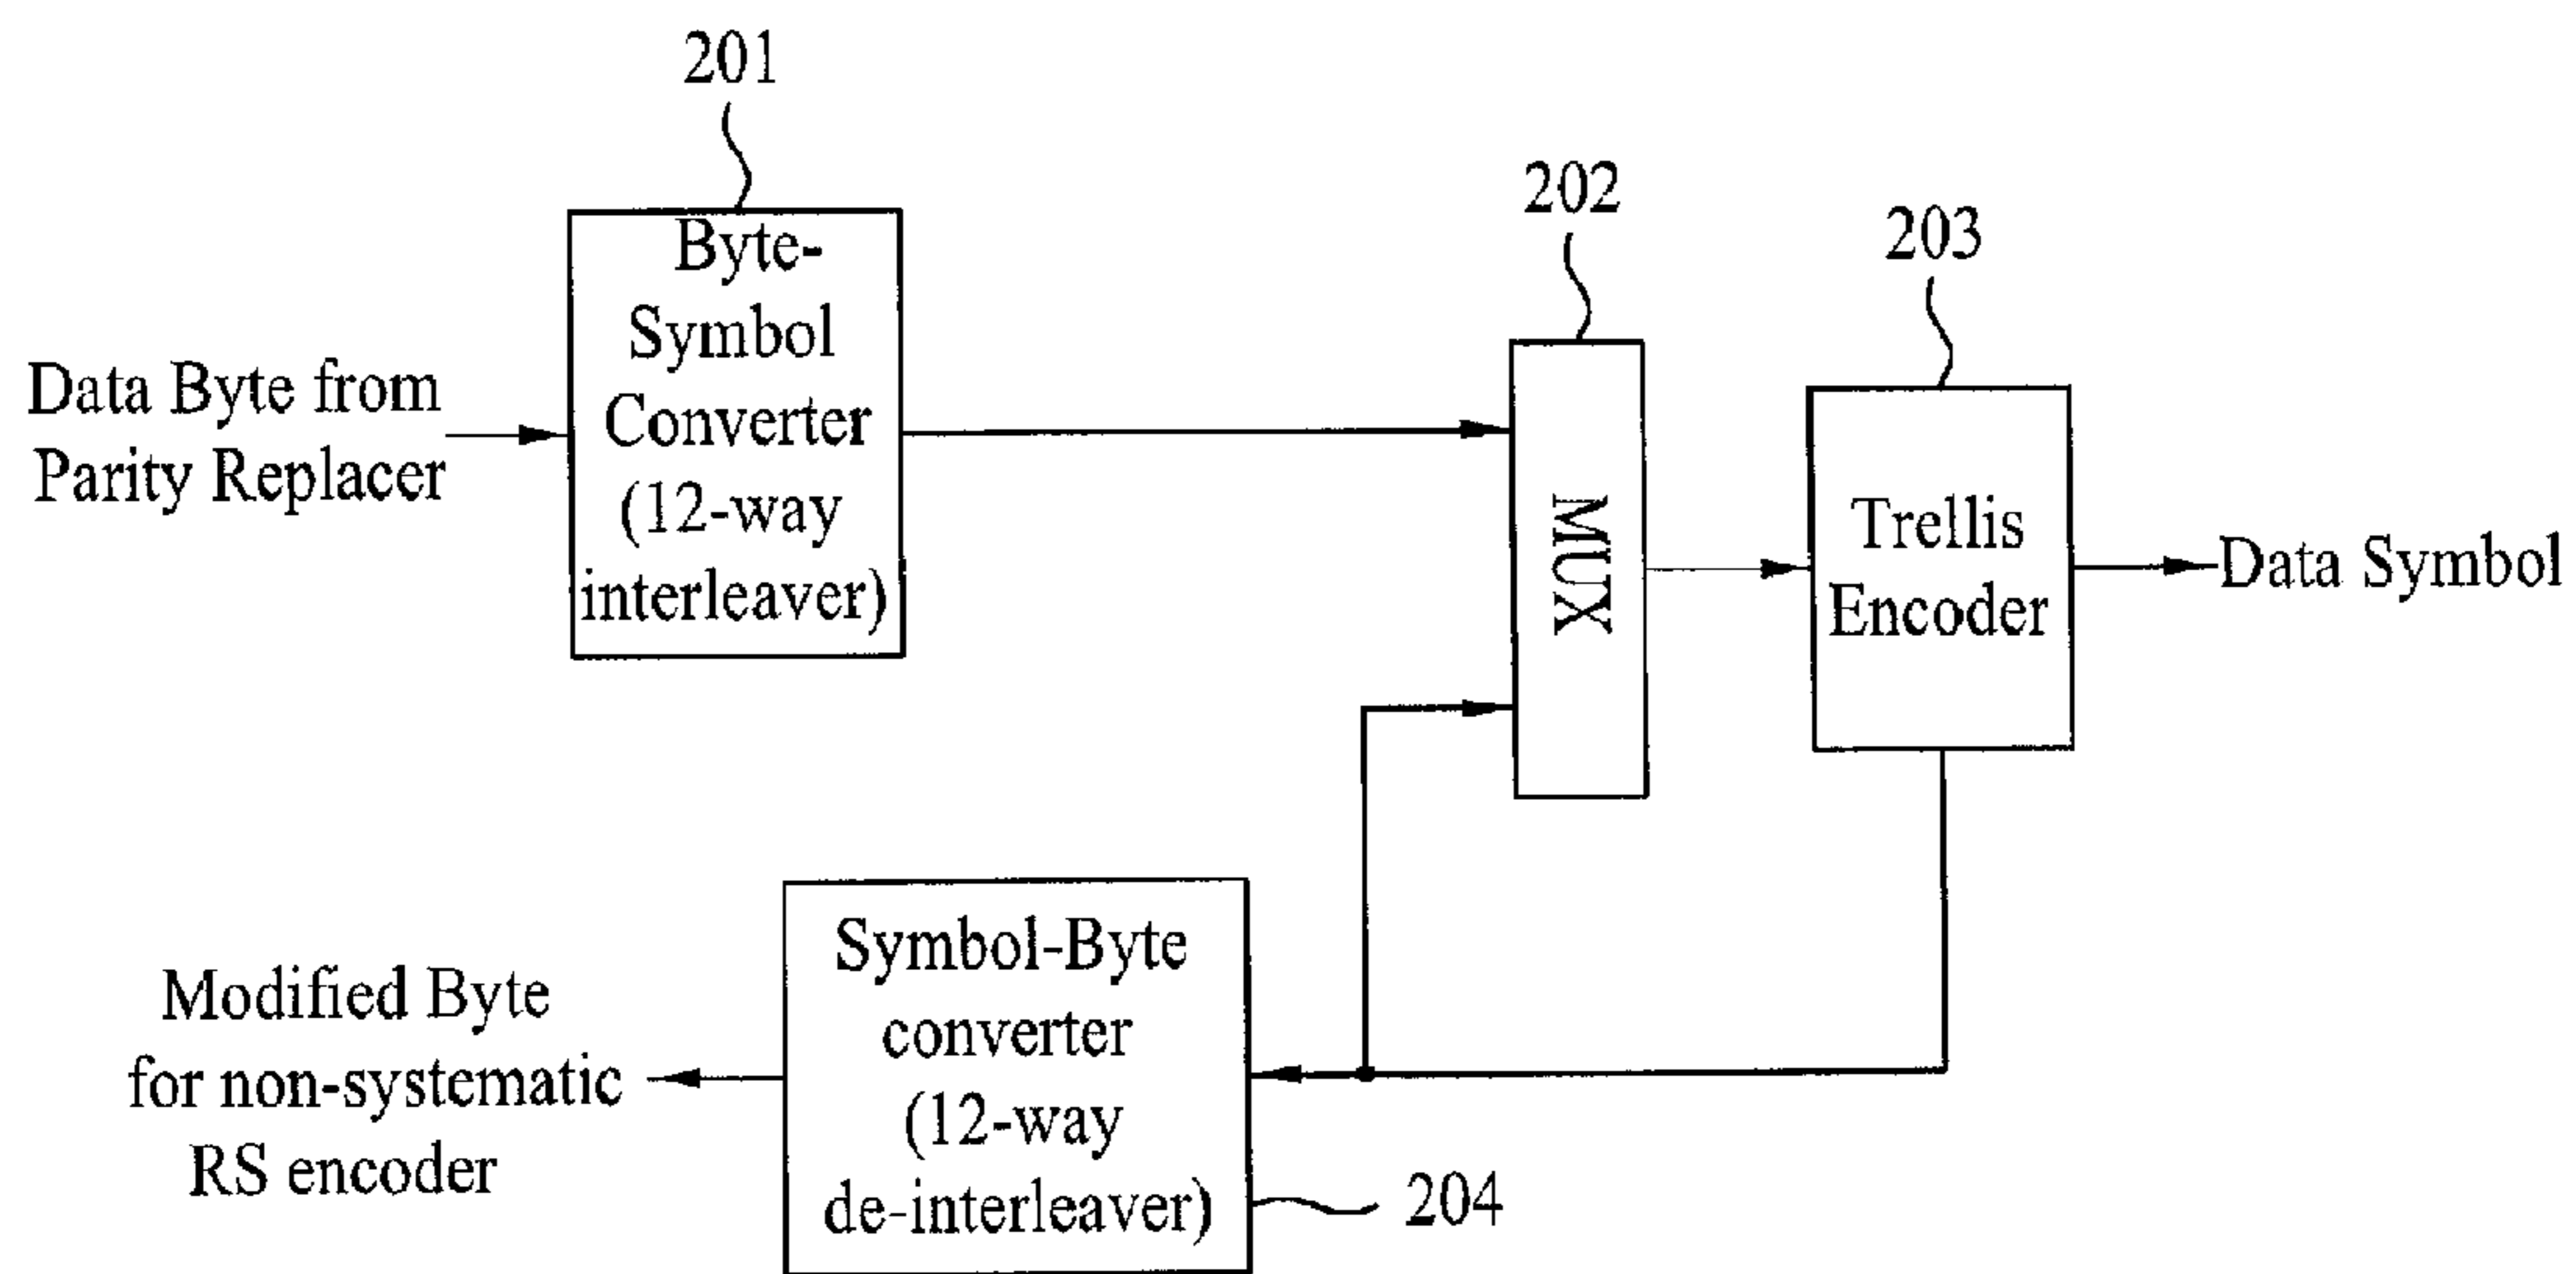 201
Byte-
Symbol
Converter
(12-way
interleaver)
Data Byte from
Parity Replacer
202
MUX
203
Trellis
Encoder
Data Symbol
Symbol-Byte
converter
(12-way
de-interleaver)
204
Modified Byte
for non-systematic
RS encoder